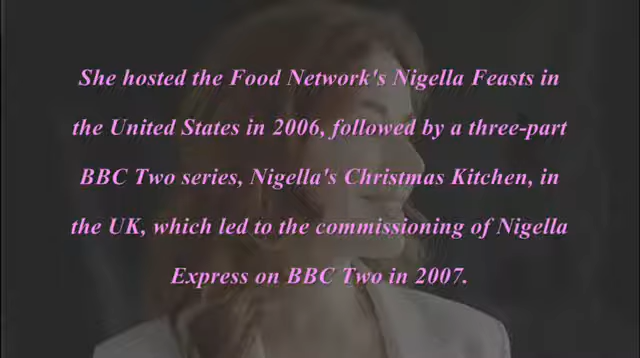 She hosted the Food Network's Nigella Feasts in
the United States in 2006, followed by a three-part
BBC Two series, Nigella's Christmas Kitchen, in
the UK, which led to the commissioning of Nigella
Express on BBC Two in 2007.